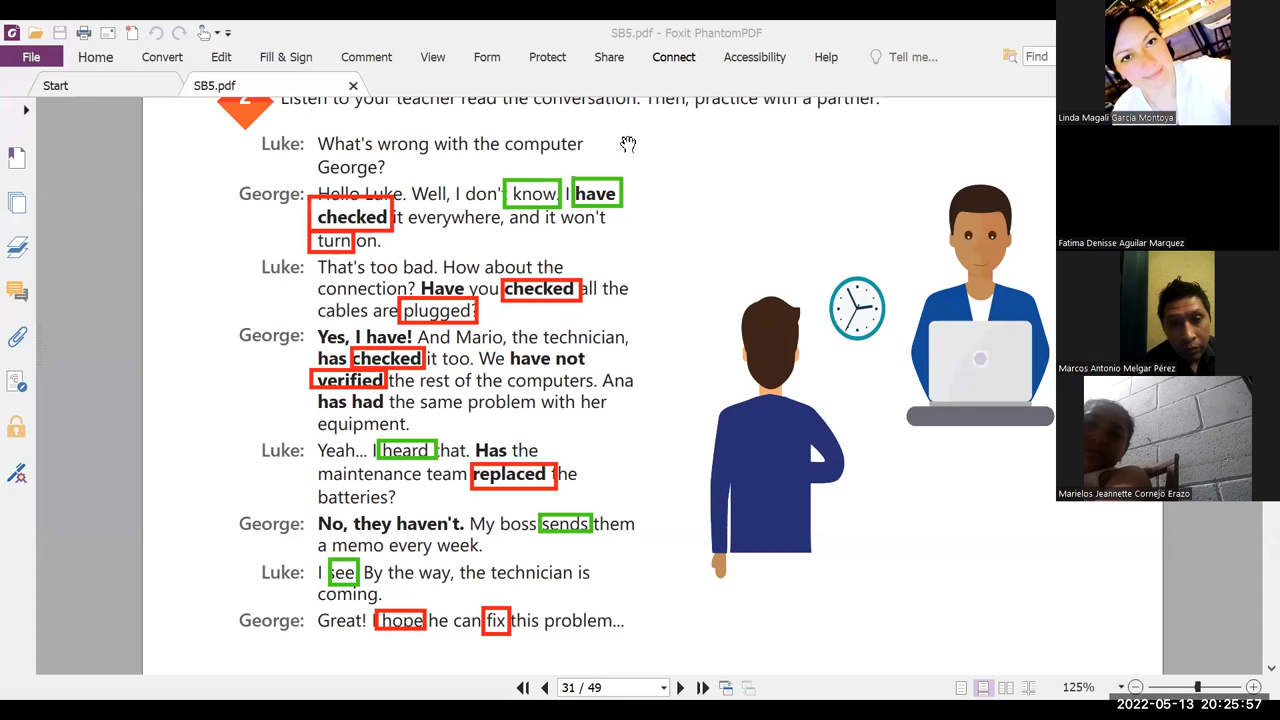 SB5.pdf - Foxit PhantomPDF
File Home Convert Fill & Sign Comment View Form Protect Share Connect Accessibility Help Tell me... Find
Start SB5.pdf
2 Listen to your teacher read the conversation. Then, practice with a partner.
Luke: What's wrong with the computer
George?
George: Hello Luke. Well, I don't know. I have
checked it everywhere, and it won't
turn on.
Luke: That's too bad. How about the
connection? Have you checked all the
cables are plugged?
George: Yes, I have! And Mario, the technician,
has checked it too. We have not
verified the rest of the computers. Ana
has had the same problem with her
equipment.
Luke: Yeah... I heard that. Has the
maintenance team replaced the
batteries?
George: No, they haven't. My boss sends them
a memo every week.
Luke: I see. By the way, the technician is
coming.
George: Great! I hope he can fix this problem...
31 / 49
125%
Linda Magali Garcia Montoya
Fatima Denisse Aguilar Marquez
Marcos Antonio Melgar Pérez
Marielos Jeannette Cornejo Erazo
2022-05-13 20:25:57